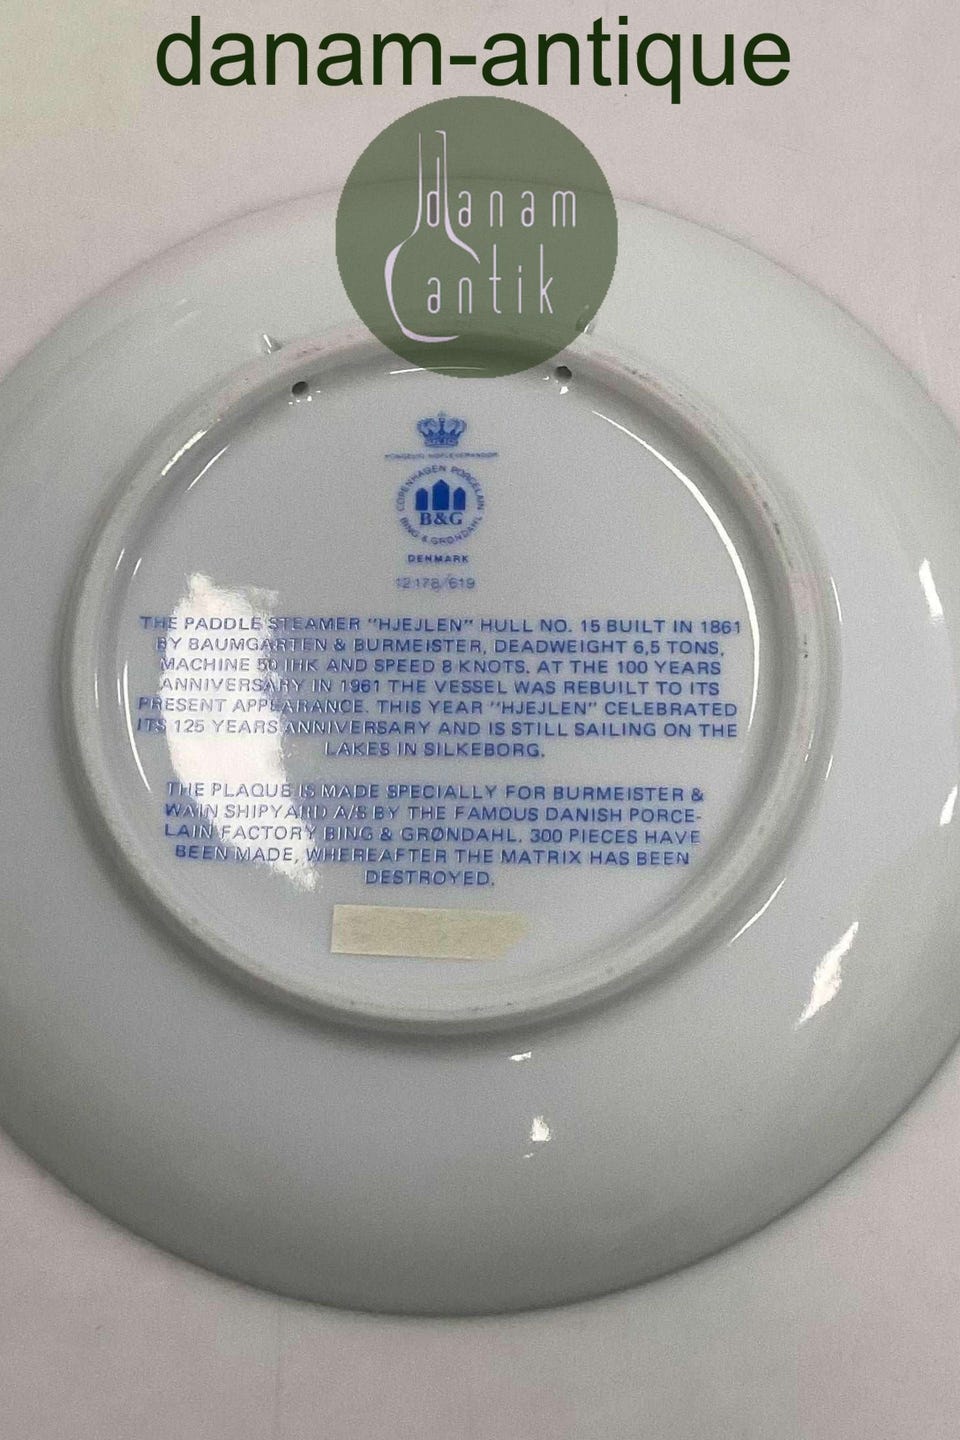 danam-antique
danam
antik
KONGELIG HOFLEVERANDØR
COPENHAGEN PORCELAIN
B&G
BING & GRØNDAHL
DENMARK
12178/619
THE PADDLE STEAMER "HJEJLEN" HULL NO. 15 BUILT IN 1861
BY BAUMGARTEN & BURMEISTER, DEADWEIGHT 6,5 TONS,
MACHINE 50 IHK AND SPEED 8 KNOTS. AT THE 100 YEARS
ANNIVERSARY IN 1961 THE VESSEL WAS REBUILT TO ITS
PRESENT APPEARANCE. THIS YEAR "HJEJLEN" CELEBRATED
ITS 125 YEARS ANNIVERSARY AND IS STILL SAILING ON THE
LAKES IN SILKEBORG.
THE PLAQUE IS MADE SPECIALLY FOR BURMEISTER &
WAIN SHIPYARD A/S BY THE FAMOUS DANISH PORCE-
LAIN FACTORY BING & GRØNDAHL. 300 PIECES HAVE
BEEN MADE, WHEREAFTER THE MATRIX HAS BEEN
DESTROYED.